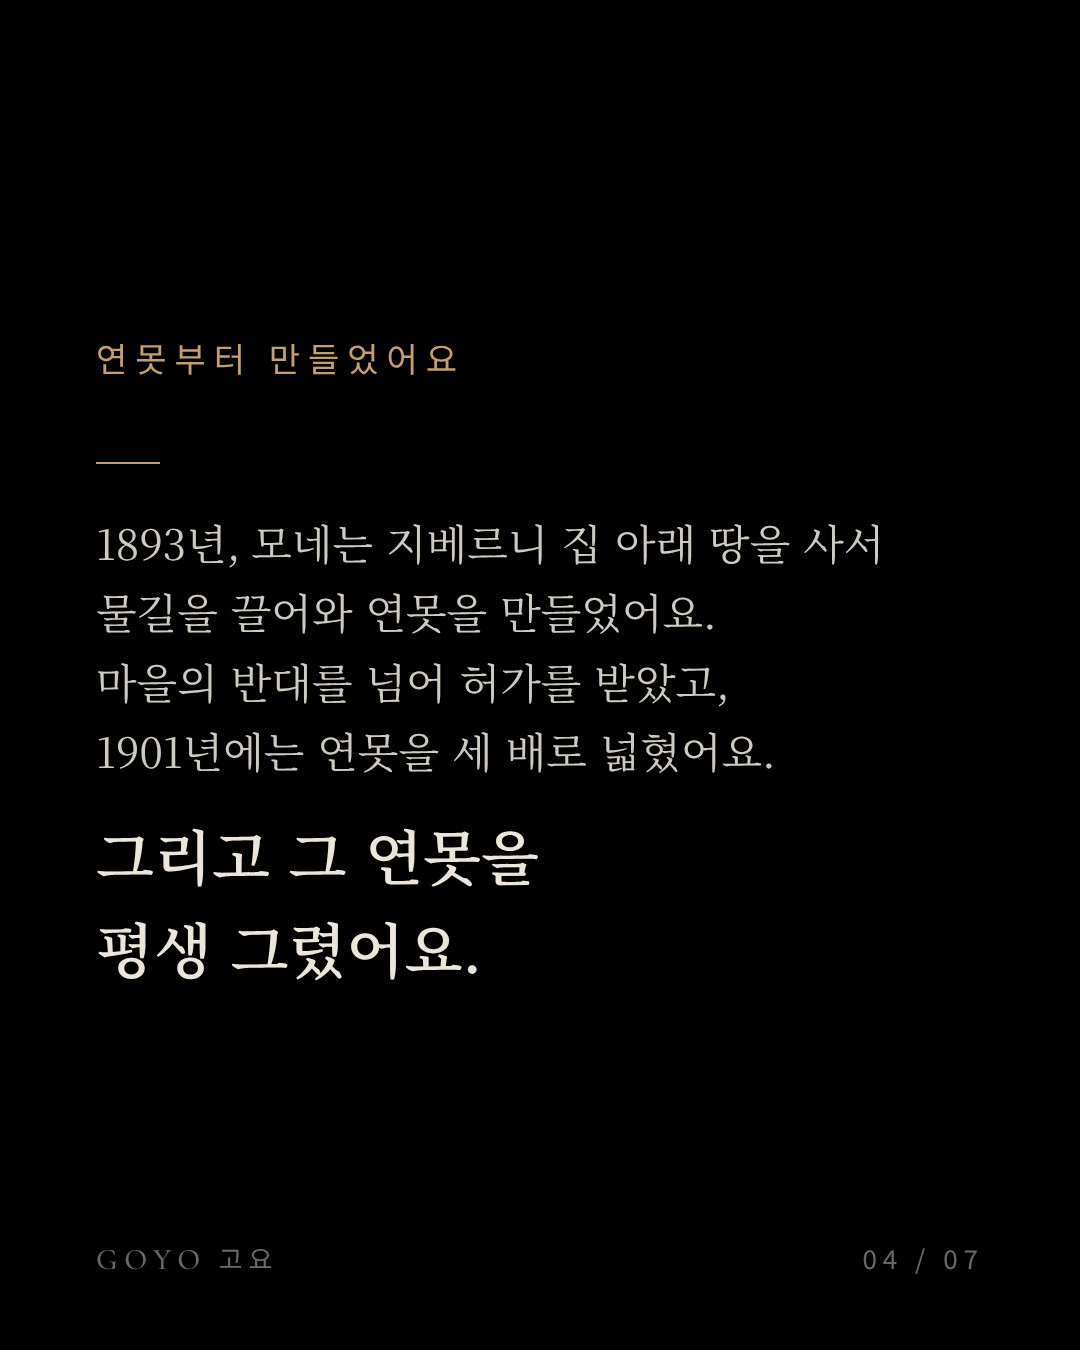 연못부터 만들었어요
1893년, 모네는 지베르니 집 아래 땅을 사서
물길을 끌어와 연못을 만들었어요.
마을의 반대를 넘어 허가를 받았고,
1901년에는 연못을 세 배로 넓혔어요.
그리고 그 연못을
평생 그렸어요.
GOYO 고요
04 / 07